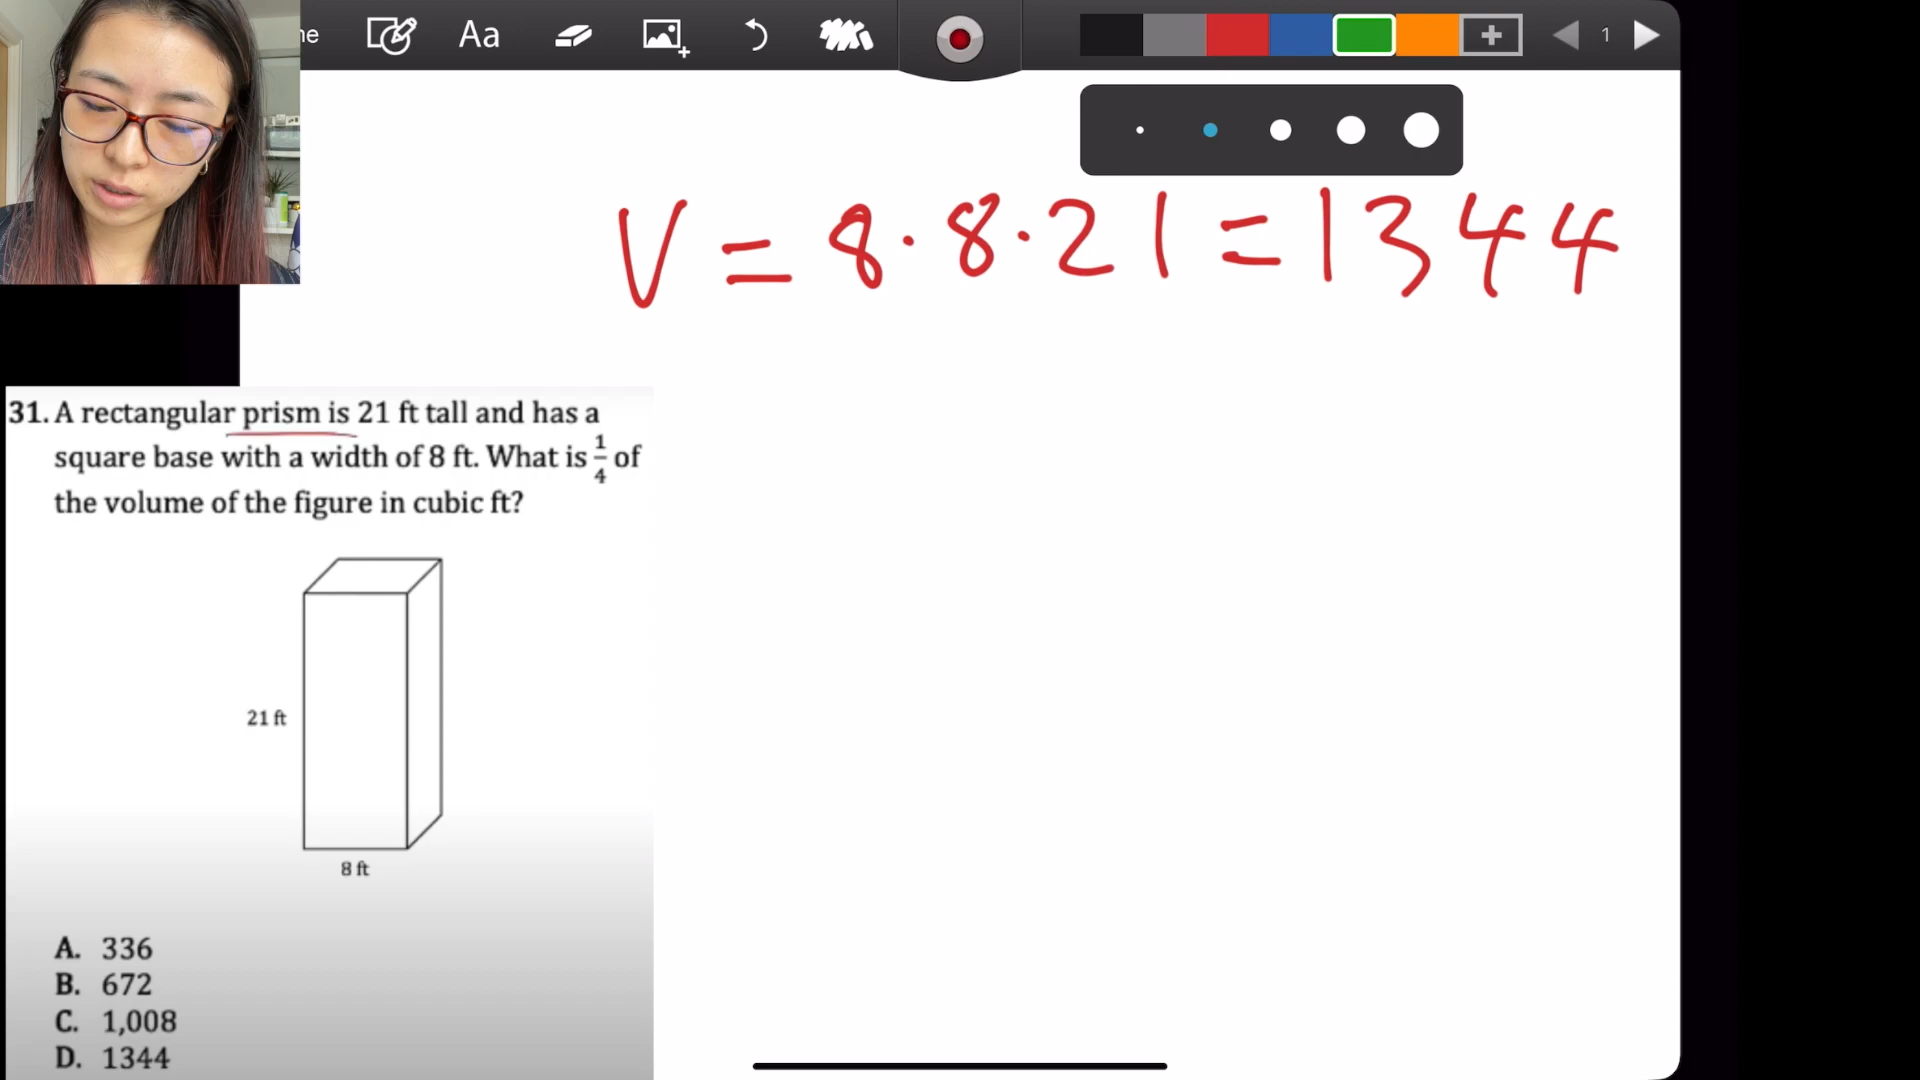 ne Aa 1
V = 8 · 8 · 21 = 1344
31. A rectangular prism is 21 ft tall and has a
square base with a width of 8 ft. What is 1/4 of
the volume of the figure in cubic ft?
21 ft
8 ft
A. 336
B. 672
C. 1,008
D. 1344